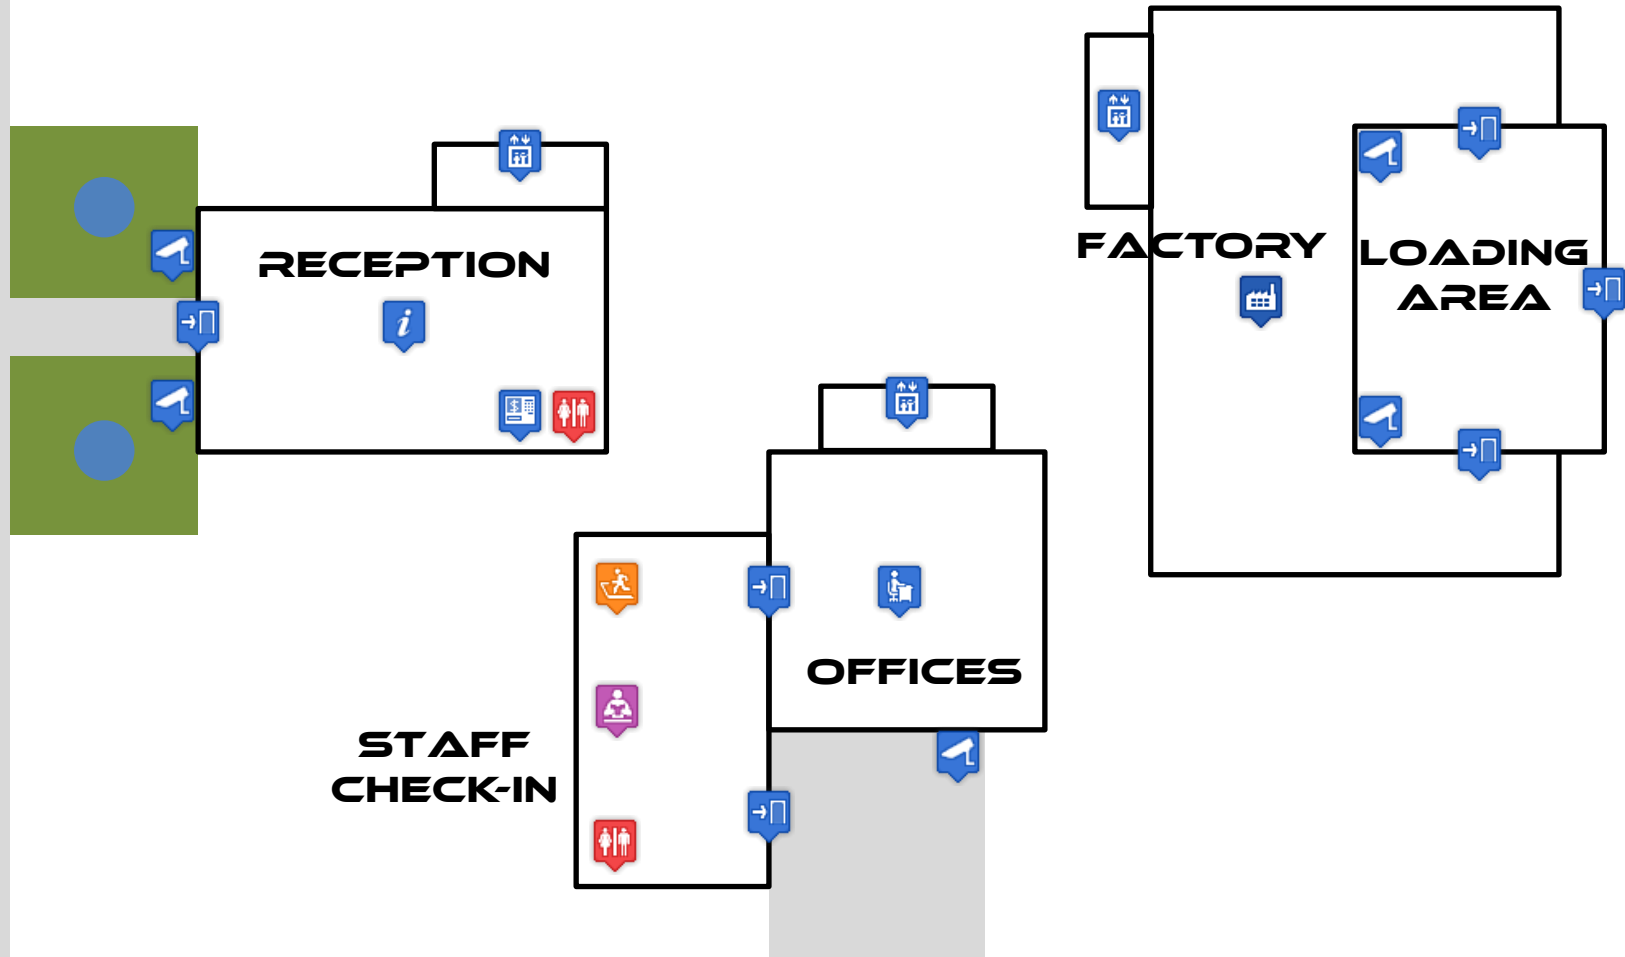 RECEPTION
FACTORY
LOADING
AREA
OFFICES
STAFF
CHECK-IN